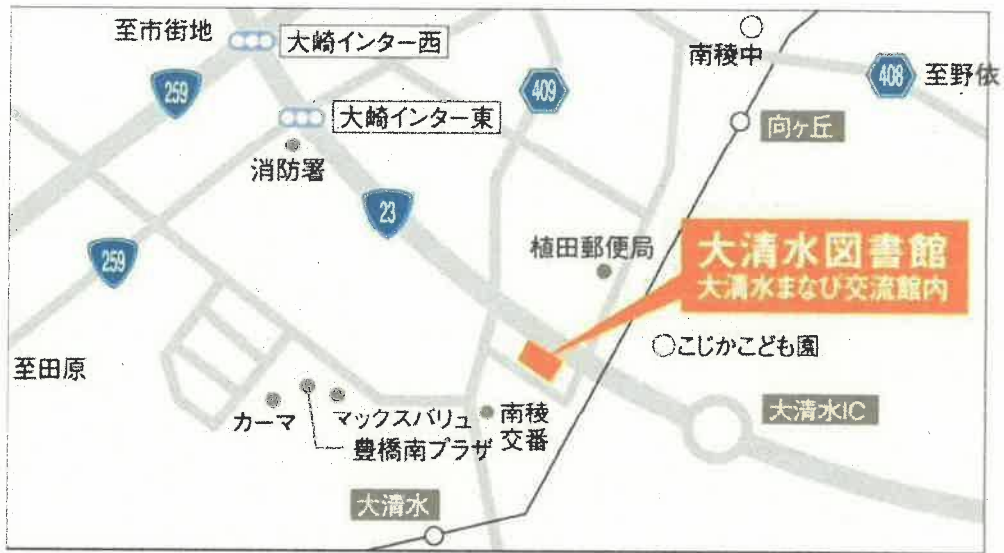 至市街地
大崎インター西
南稜中
259
409
408
至野依
大崎インター東
向ヶ丘
消防署
23
植田郵便局
大清水図書館
大清水まなび交流館内
259
こじかこども園
至田原
大清水IC
カーマ
マックスバリュ
豊橋南プラザ
南稜
交番
大清水